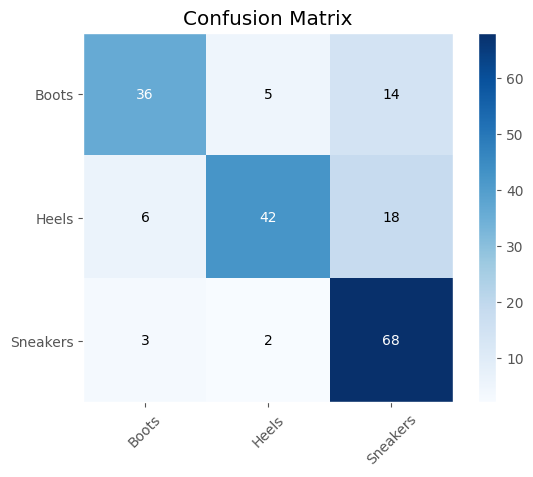 Confusion Matrix
Boots 36 5 14
Heels 6 42 18
Sneakers 3 2 68
Boots Heels Sneakers
60
50
40
30
20
10